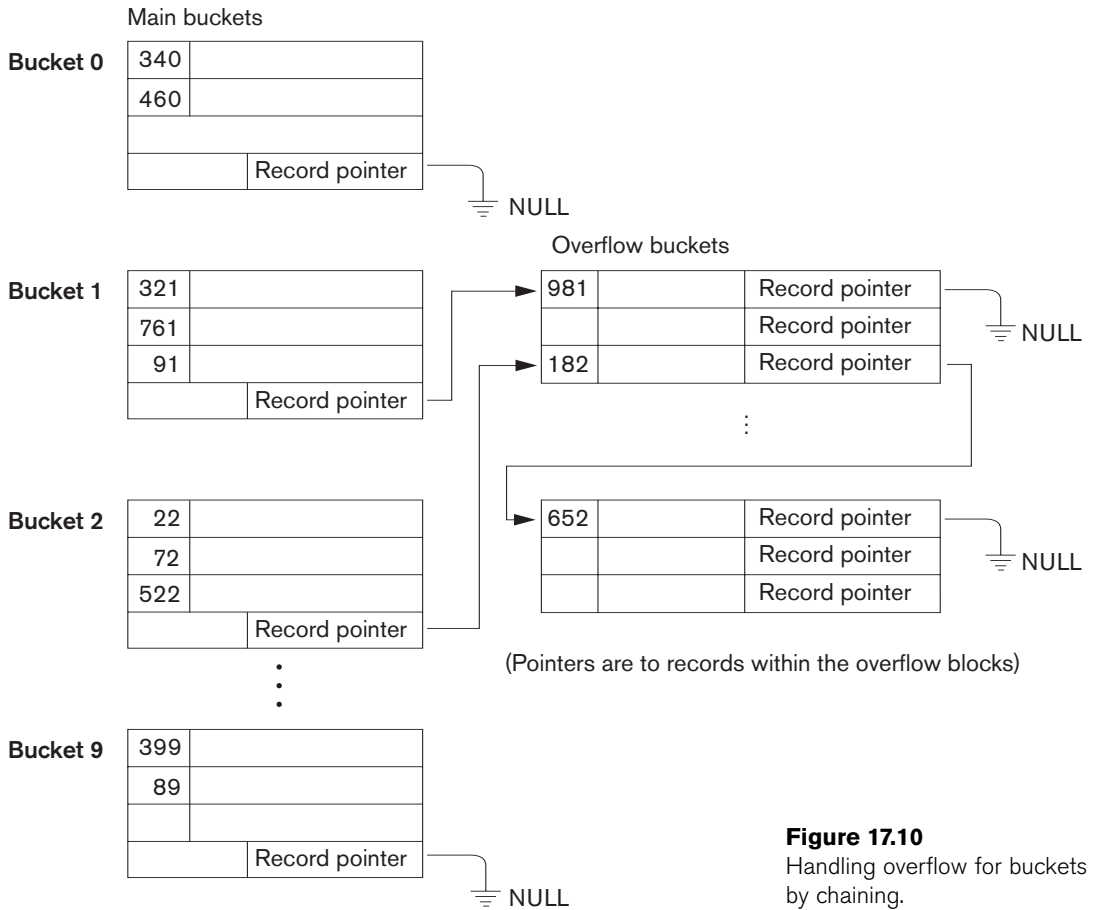 Main buckets
Bucket 0
340
460
Record pointer
NULL
Overflow buckets
Bucket 1
321
761
91
Record pointer
981 Record pointer
NULL
Record pointer
182 Record pointer
Bucket 2
22
72
522
Record pointer
652 Record pointer
NULL
Record pointer
Record pointer
(Pointers are to records within the overflow blocks)
Bucket 9
399
89
Record pointer
NULL
Figure 17.10
Handling overflow for buckets
by chaining.